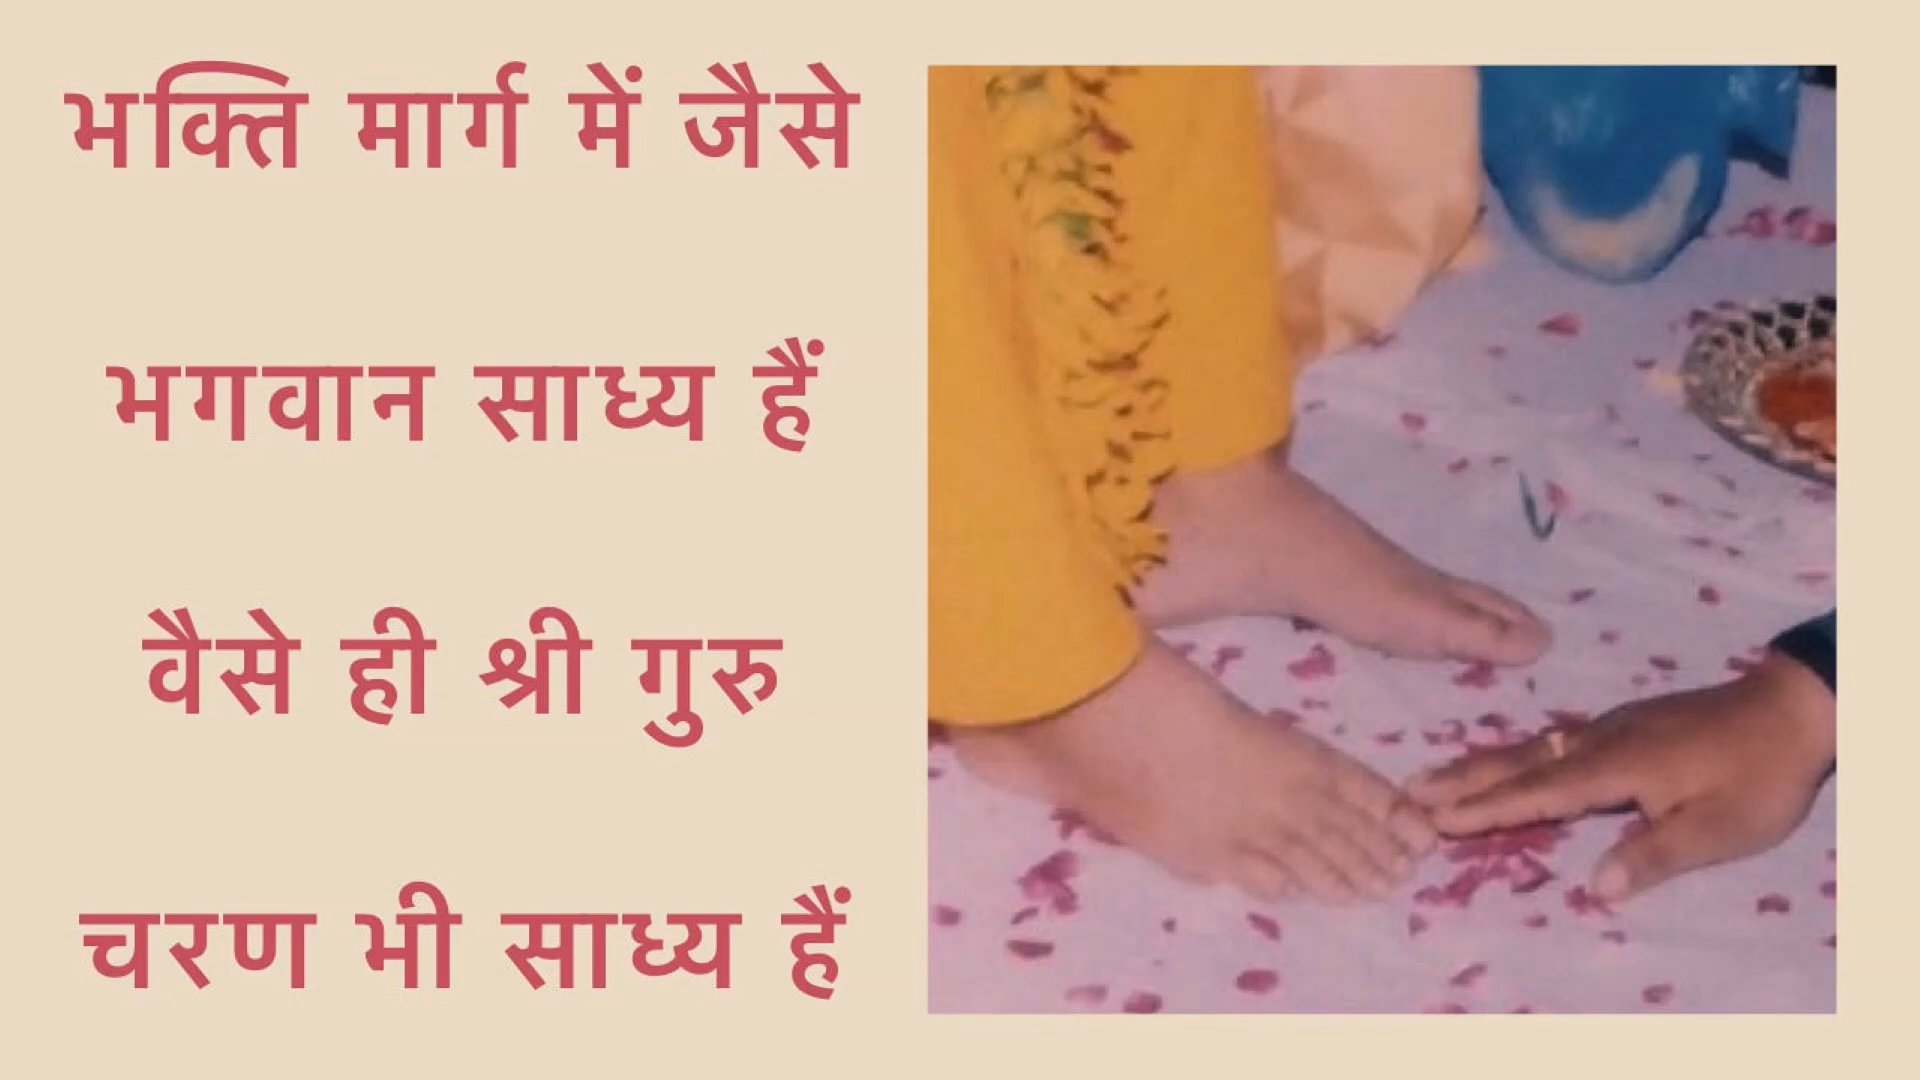 भक्ति मार्ग में जैसे
भगवान साध्य हैं
वैसे ही श्री गुरु
चरण भी साध्य हैं